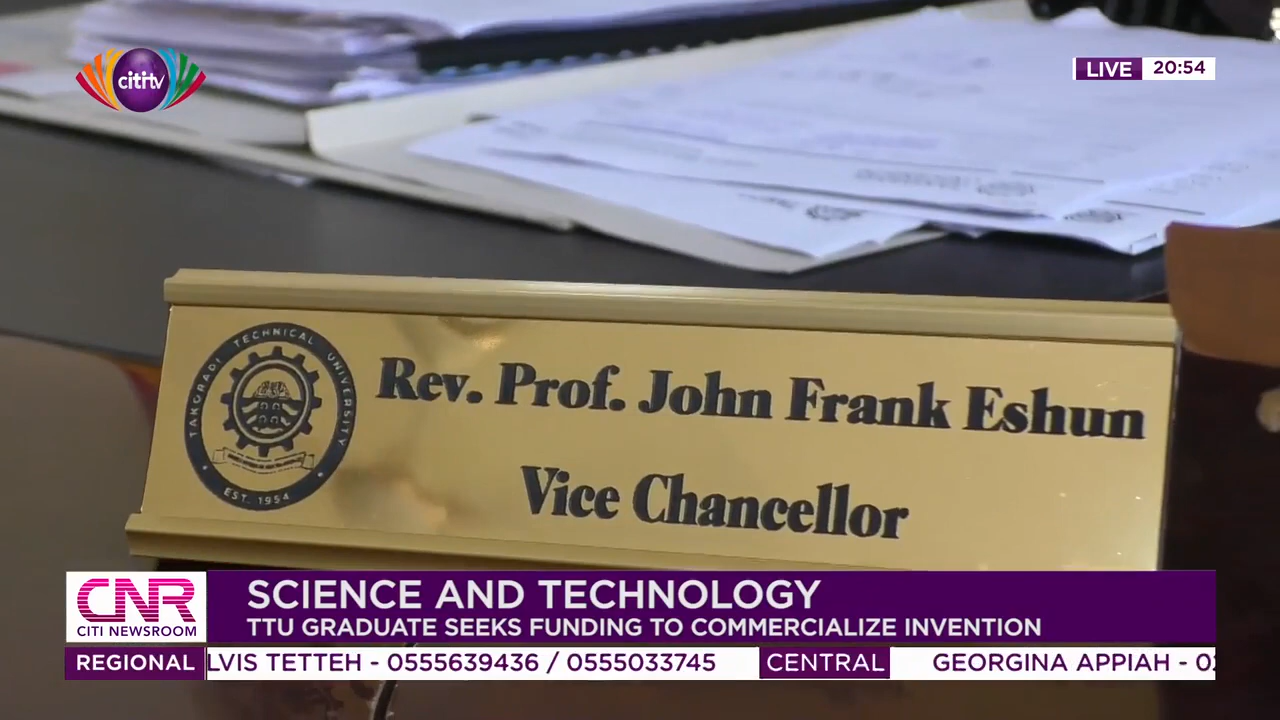 citi tv
LIVE 20:54
TAKORADI TECHNICAL UNIVERSITY
EST. 1954
Rev. Prof. John Frank Eshun
Vice Chancellor
CNR
CITI NEWSROOM
SCIENCE AND TECHNOLOGY
TTU GRADUATE SEEKS FUNDING TO COMMERCIALIZE INVENTION
REGIONAL LVIS TETTEH - 0555639436 / 0555033745 CENTRAL GEORGINA APPIAH - 02